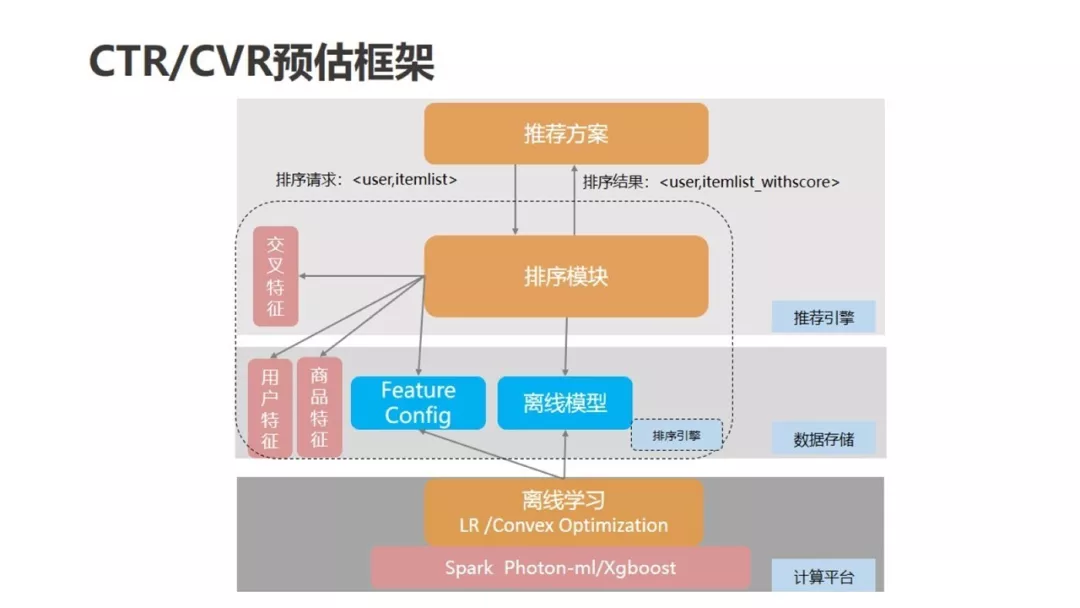 CTR/CVR预估框架
推荐方案
排序请求：<user,itemlist>
排序结果：<user,itemlist_withscore>
交叉特征
排序模块
推荐引擎
用户特征
商品特征
Feature
Config
离线模型
排序引擎
数据存储
离线学习
LR /Convex Optimization
Spark Photon-ml/Xgboost
计算平台